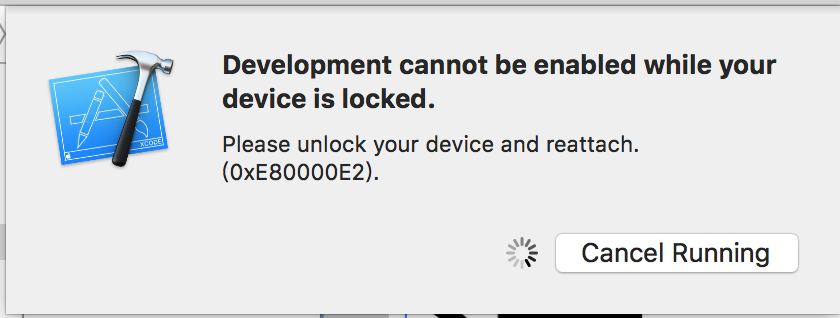 Development cannot be enabled while your
device is locked.
Please unlock your device and reattach.
(0xE80000E2).
XCODE
Cancel Running